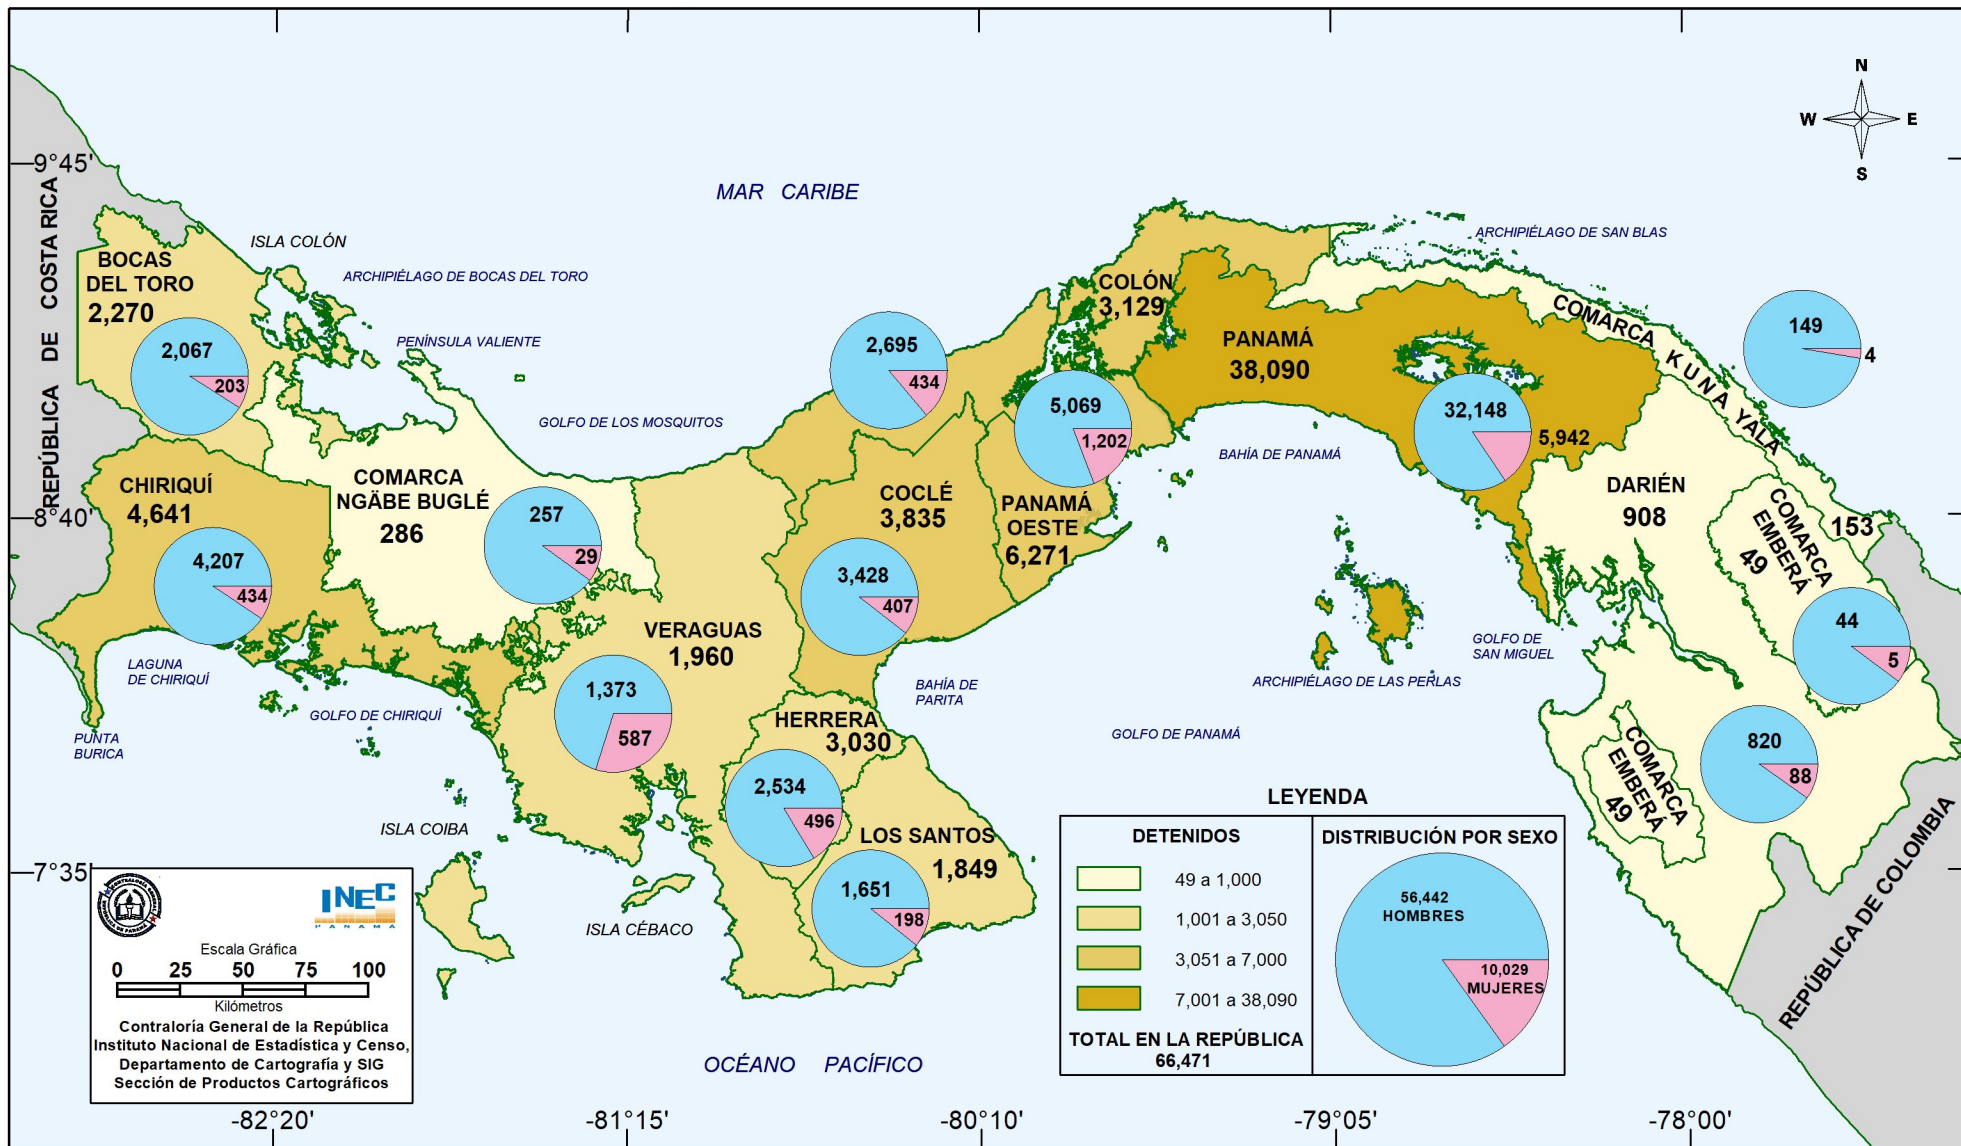 N
W E
S
9°45'
8°40'
7°35'
-82°20'
-81°15'
-80°10'
-79°05'
-78°00'
MAR CARIBE
REPÚBLICA DE COSTA RICA
ISLA COLÓN
ARCHIPIÉLAGO DE BOCAS DEL TORO
PENÍNSULA VALIENTE
GOLFO DE LOS MOSQUITOS
ARCHIPIÉLAGO DE SAN BLAS
BOCAS
DEL TORO
2,270
2,067
203
CHIRIQUÍ
4,641
4,207
434
COMARCA
NGÄBE BUGLÉ
286
257
29
VERAGUAS
1,960
1,373
587
COCLÉ
3,835
3,428
407
COLÓN
3,129
2,695
434
PANAMÁ
OESTE
6,271
5,069
1,202
PANAMÁ
38,090
32,148
5,942
COMARCA KUNA YALA
153
149
4
DARIÉN
908
820
88
COMARCA
EMBERÁ
49
44
5
COMARCA
EMBERÁ
49
HERRERA
3,030
2,534
496
LOS SANTOS
1,849
1,651
198
BAHÍA DE PANAMÁ
GOLFO DE
SAN MIGUEL
ARCHIPIÉLAGO DE LAS PERLAS
GOLFO DE PANAMÁ
BAHÍA DE
PARITA
LAGUNA
DE CHIRIQUÍ
GOLFO DE CHIRIQUÍ
PUNTA
BURICA
ISLA COIBA
ISLA CÉBACO
OCÉANO PACÍFICO
REPÚBLICA DE COLOMBIA
LEYENDA
DETENIDOS
49 a 1,000
1,001 a 3,050
3,051 a 7,000
7,001 a 38,090
TOTAL EN LA REPÚBLICA
66,471
DISTRIBUCIÓN POR SEXO
56,442
HOMBRES
10,029
MUJERES
CONTRALORÍA GENERAL
REPÚBLICA DE PANAMÁ
INEC
PANAMÁ
Escala Gráfica
0 25 50 75 100
Kilómetros
Contraloría General de la República
Instituto Nacional de Estadística y Censo,
Departamento de Cartografía y SIG
Sección de Productos Cartográficos